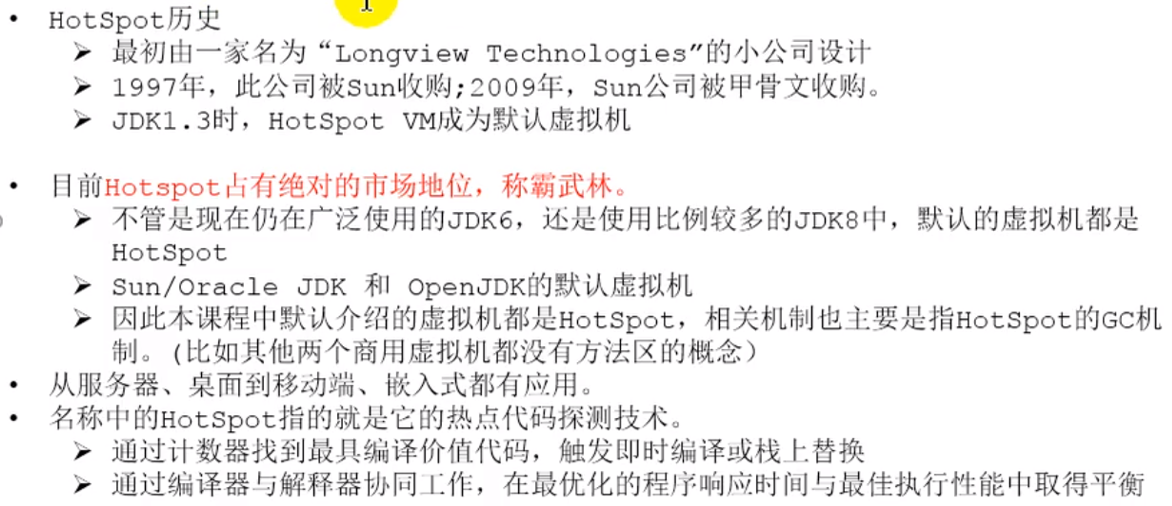 • HotSpot历史
➢ 最初由一家名为“Longview Technologies”的小公司设计
➢ 1997年，此公司被Sun收购;2009年，Sun公司被甲骨文收购。
➢ JDK1.3时，HotSpot VM成为默认虚拟机
• 目前Hotspot占有绝对的市场地位，称霸武林。
➢ 不管是现在仍在广泛使用的JDK6，还是使用比例较多的JDK8中，默认的虚拟机都是
HotSpot
➢ Sun/Oracle JDK 和 OpenJDK的默认虚拟机
➢ 因此本课程中默认介绍的虚拟机都是HotSpot，相关机制也主要是指HotSpot的GC机
制。(比如其他两个商用虚拟机都没有方法区的概念）
• 从服务器、桌面到移动端、嵌入式都有应用。
• 名称中的HotSpot指的就是它的热点代码探测技术。
➢ 通过计数器找到最具编译价值代码，触发即时编译或栈上替换
➢ 通过编译器与解释器协同工作，在最优化的程序响应时间与最佳执行性能中取得平衡